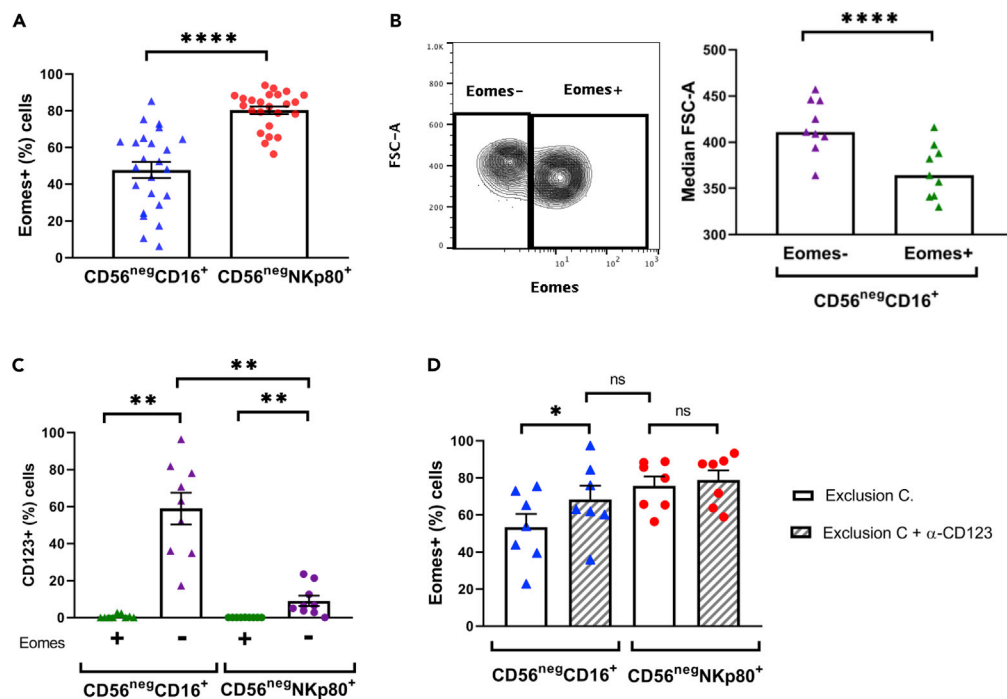 A
****
Eomes+ (%) cells
100
80
60
40
20
0
CD56negCD16+
CD56negNKp80+
B
FSC-A
1.0K
800
600
400
200
0
Eomes-
Eomes+
10¹
10²
10³
Eomes
****
Median FSC-A
500
450
400
350
300
Eomes-
Eomes+
CD56negCD16+
C
**
**
**
CD123+ (%) cells
100
80
60
40
20
0
Eomes + - + -
CD56negCD16+
CD56negNKp80+
D
ns
*
ns
Eomes+ (%) cells
100
80
60
40
20
0
CD56negCD16+
CD56negNKp80+
Exclusion C.
Exclusion C + α-CD123